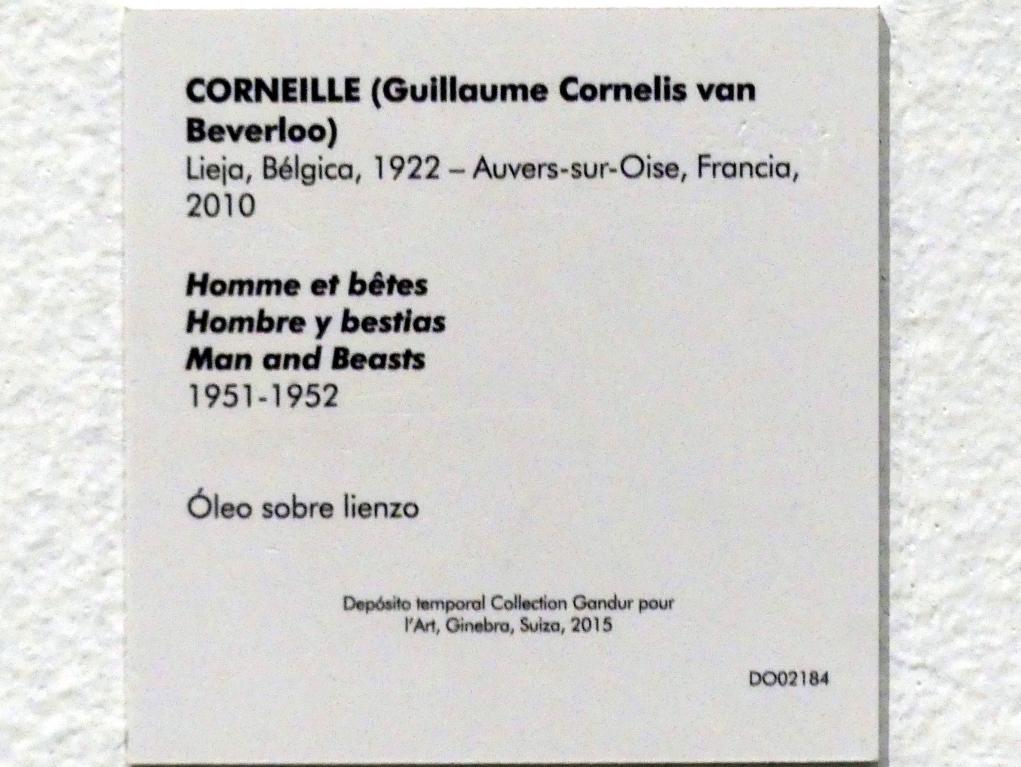 CORNEILLE (Guillaume Cornelis van
Beverloo)
Lieja, Bélgica, 1922 – Auvers-sur-Oise, Francia,
2010
Homme et bêtes
Hombre y bestias
Man and Beasts
1951-1952
Óleo sobre lienzo
Depósito temporal Collection Gandur pour
l'Art, Ginebra, Suiza, 2015
DO02184